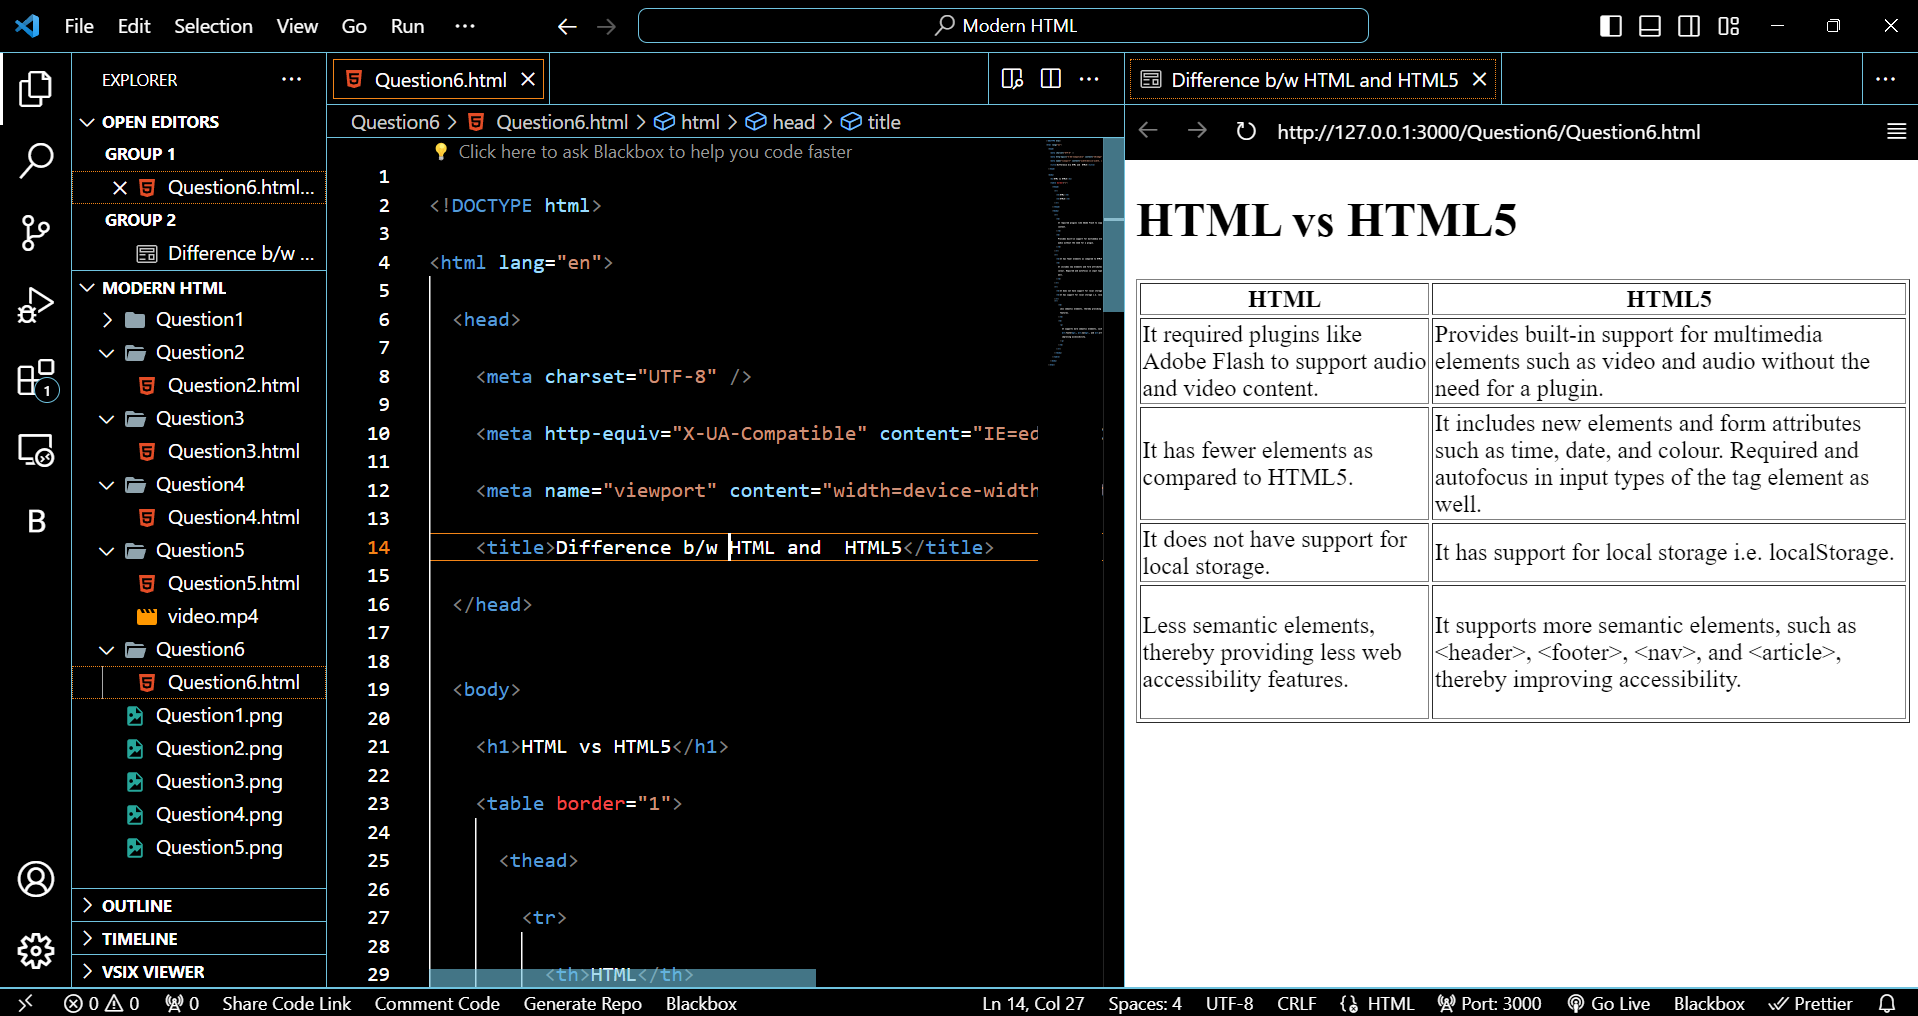 File Edit Selection View Go Run ···
Modern HTML
EXPLORER ···
OPEN EDITORS
GROUP 1
Question6.html...
GROUP 2
Difference b/w ...
MODERN HTML
Question1
Question2
Question2.html
Question3
Question3.html
Question4
Question4.html
Question5
Question5.html
video.mp4
Question6
Question6.html
Question1.png
Question2.png
Question3.png
Question4.png
Question5.png
OUTLINE
TIMELINE
VSIX VIEWER
1
B
Question6.html
Question6 > Question6.html > html > head > title
Click here to ask Blackbox to help you code faster
1
2 <!DOCTYPE html>
3
4 <html lang="en">
5
6 <head>
7
8 <meta charset="UTF-8" />
9
10 <meta http-equiv="X-UA-Compatible" content="IE=ed
11
12 <meta name="viewport" content="width=device-width
13
14 <title>Difference b/w HTML and  HTML5</title>
15
16 </head>
17
18
19 <body>
20
21 <h1>HTML vs HTML5</h1>
22
23 <table border="1">
24
25 <thead>
26
27 <tr>
28
29 <th>HTML</th>
Difference b/w HTML and HTML5
http://127.0.0.1:3000/Question6/Question6.html
HTML vs HTML5
HTML
HTML5
It required plugins like
Adobe Flash to support audio
and video content.
Provides built-in support for multimedia
elements such as video and audio without the
need for a plugin.
It has fewer elements as
compared to HTML5.
It includes new elements and form attributes
such as time, date, and colour. Required and
autofocus in input types of the tag element as
well.
It does not have support for
local storage.
It has support for local storage i.e. localStorage.
Less semantic elements,
thereby providing less web
accessibility features.
It supports more semantic elements, such as
<header>, <footer>, <nav>, and <article>,
thereby improving accessibility.
0 0 0 Share Code Link Comment Code Generate Repo Blackbox Ln 14, Col 27 Spaces: 4 UTF-8 CRLF HTML Port: 3000 Go Live Blackbox Prettier